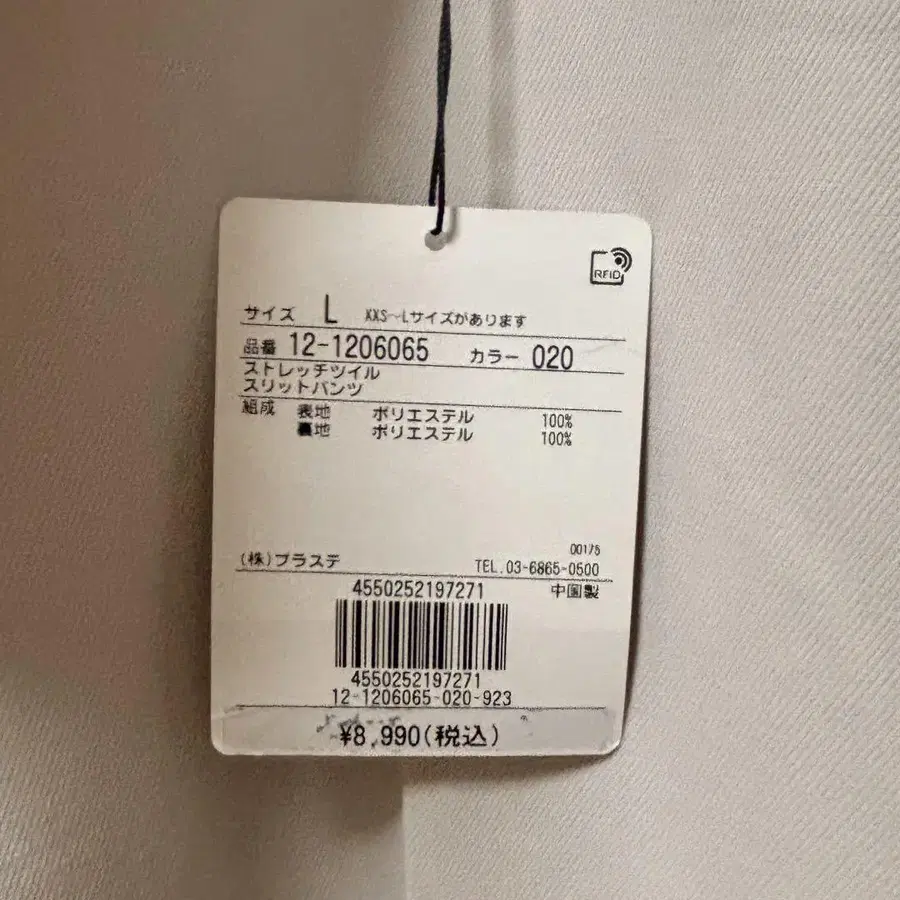 RFID
サイズ L XXS~Lサイズがあります
品番 12-1206065 カラー 020
ストレッチツイル
スリットパンツ
組成 表地 ポリエステル 100%
裏地 ポリエステル 100%
00175
(株)プラステ TEL.03-6865-0500
4550252197271 中国製
4550252197271
12-1206065-020-923
¥8,990(税込)